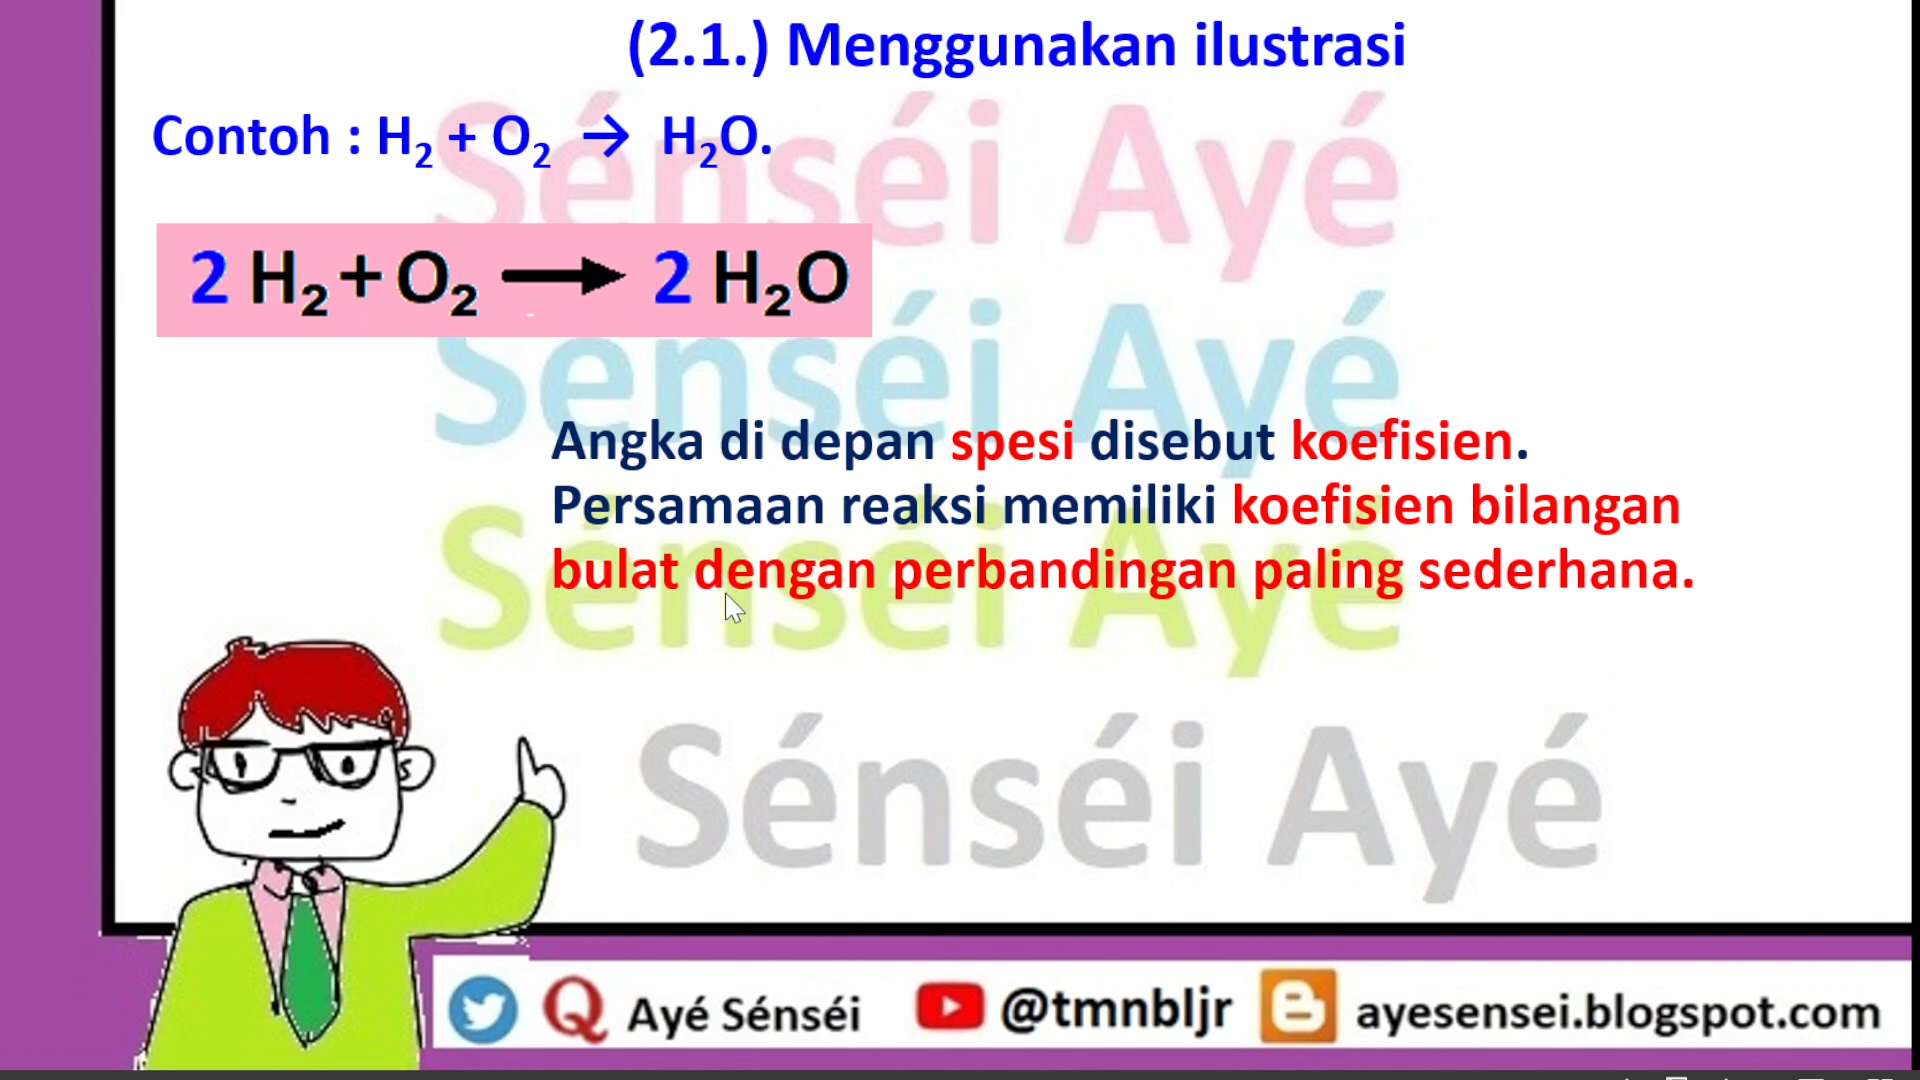 (2.1.) Menggunakan ilustrasi
Contoh : H₂ + O₂ → H₂O.
2 H₂ + O₂ → 2 H₂O
Angka di depan spesi disebut koefisien.
Persamaan reaksi memiliki koefisien bilangan
bulat dengan perbandingan paling sederhana.
Sénséi Ayé
Sénséi Ayé
Sénséi Ayé
Sénséi Ayé
Ayé Sénséi @tmnbljr ayesensei.blogspot.com